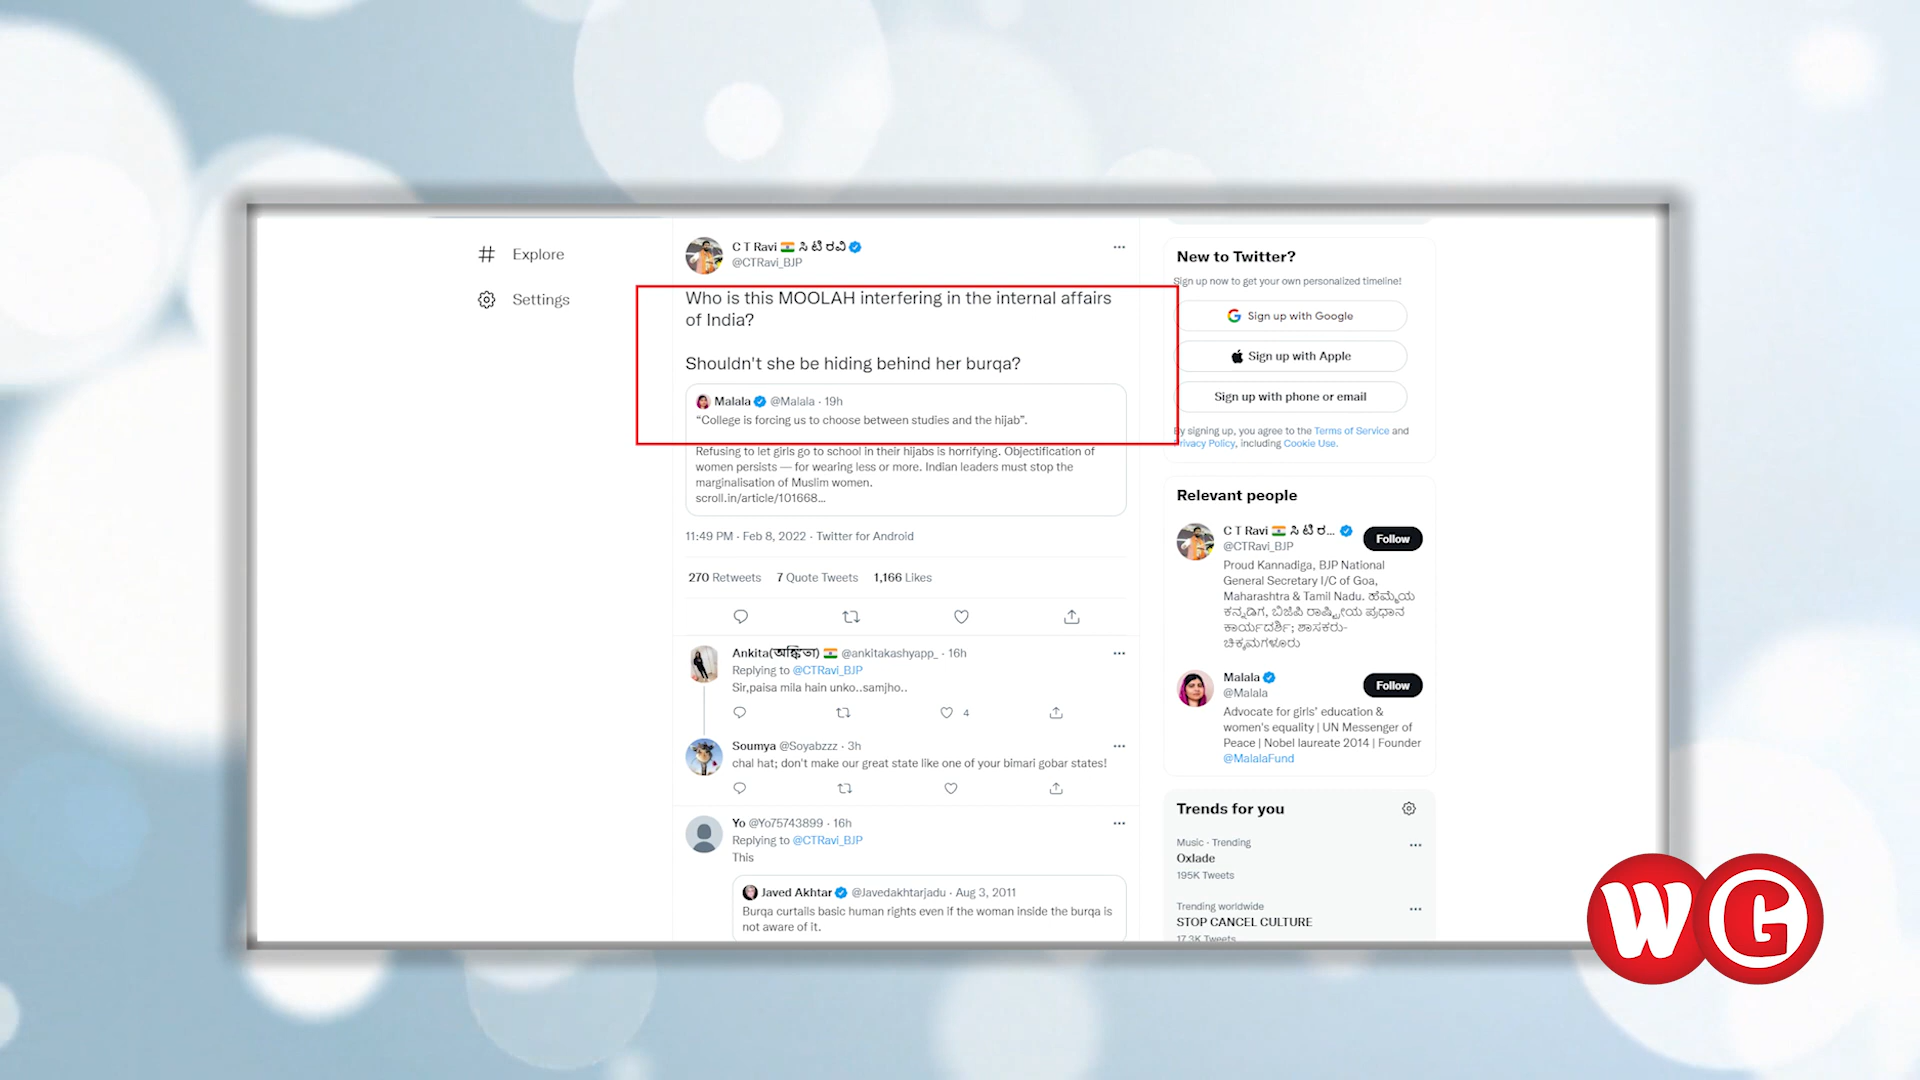 Explore
Settings
C T Ravi ಸಿ ಟಿ ರವಿ
@CTRavi_BJP
Who is this MOOLAH interfering in the internal affairs
of India?
Shouldn't she be hiding behind her burqa?
Malala @Malala · 19h
“College is forcing us to choose between studies and the hijab”.
Refusing to let girls go to school in their hijabs is horrifying. Objectification of
women persists — for wearing less or more. Indian leaders must stop the
marginalisation of Muslim women.
scroll.in/article/101668...
11:49 PM · Feb 8, 2022 · Twitter for Android
270 Retweets 7 Quote Tweets 1,166 Likes
Ankita(অঙ্কিতা) @ankitakashyapp_ · 16h
Replying to @CTRavi_BJP
Sir,paisa mila hain unko..samjho..
4
Soumya @Soyabzzz · 3h
chal hat; don't make our great state like one of your bimari gobar states!
Yo @Yo75743899 · 16h
Replying to @CTRavi_BJP
This
Javed Akhtar @Javedakhtarjadu · Aug 3, 2011
Burqa curtails basic human rights even if the woman inside the burqa is
not aware of it.
New to Twitter?
Sign up now to get your own personalized timeline!
Sign up with Google
Sign up with Apple
Sign up with phone or email
By signing up, you agree to the Terms of Service and
Privacy Policy, including Cookie Use.
Relevant people
C T Ravi ಸಿ ಟಿ ರ...
@CTRavi_BJP
Follow
Proud Kannadiga, BJP National
General Secretary I/C of Goa,
Maharashtra & Tamil Nadu. ಹೆಮ್ಮೆಯ
ಕನ್ನಡಿಗ, ಬಿಜೆಪಿ ರಾಷ್ಟ್ರೀಯ ಪ್ರಧಾನ
ಕಾರ್ಯದರ್ಶಿ; ಶಾಸಕರು-
ಚಿಕ್ಕಮಗಳೂರು
Malala
@Malala
Follow
Advocate for girls’ education &
women's equality | UN Messenger of
Peace | Nobel laureate 2014 | Founder
@MalalaFund
Trends for you
Music · Trending
Oxlade
195K Tweets
Trending worldwide
STOP CANCEL CULTURE
17.3K Tweets
WG